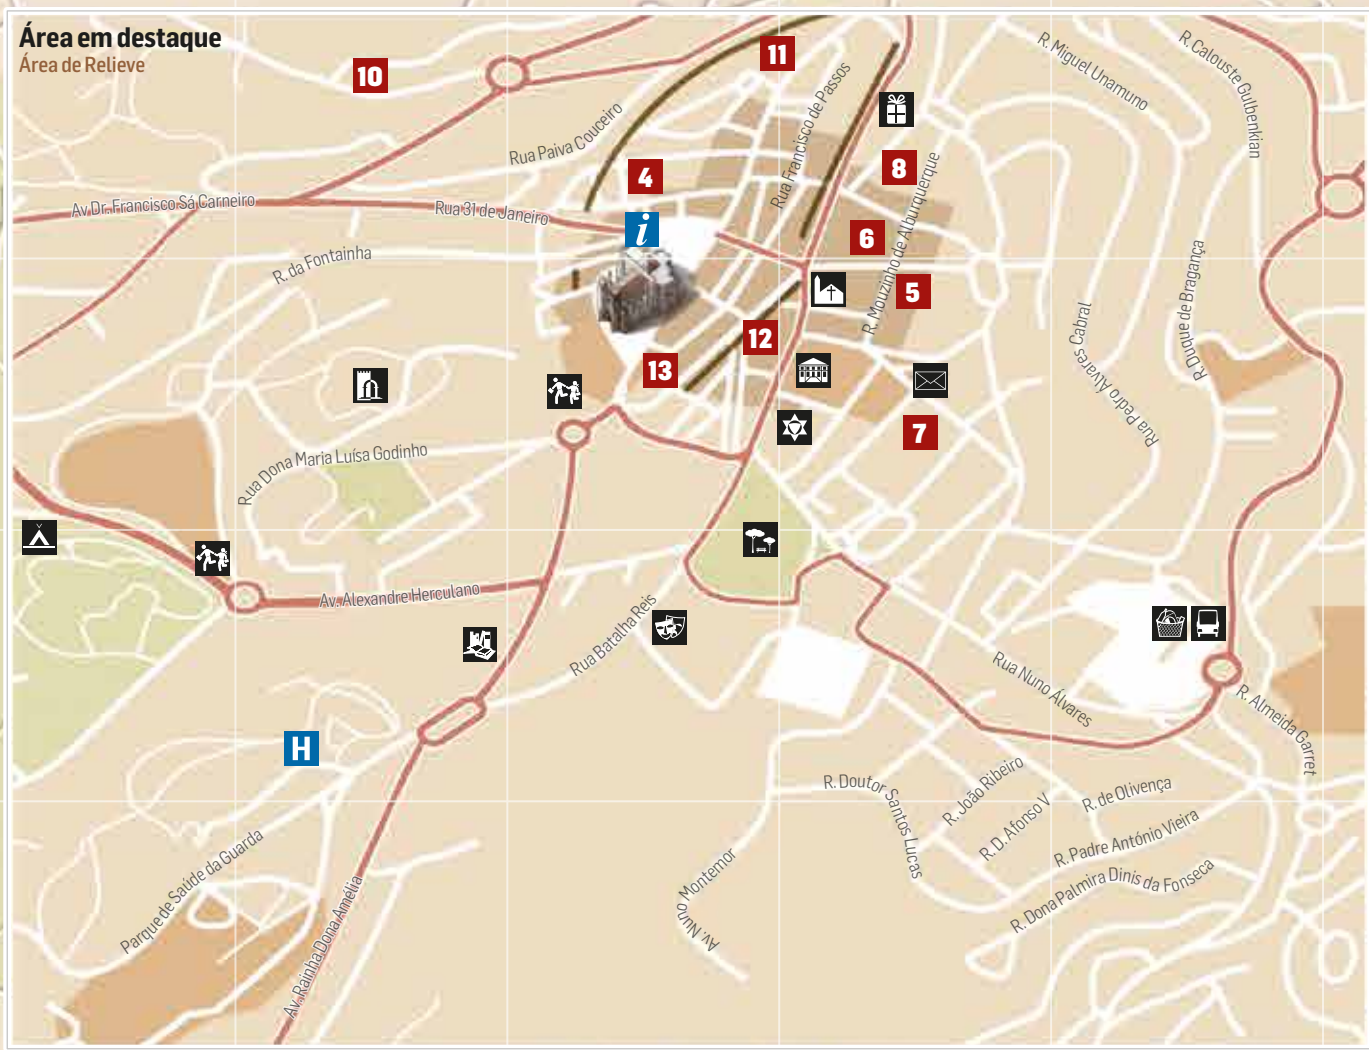 Área em destaque
Área de Relieve
10
11
R. Miguel Unamuno
R. Calouste Gulbenkian
Rua Paiva Couceiro
Rua Francisco de Passos
4
8
Av Dr. Francisco Sá Carneiro
Rua 31 de Janeiro
i
6
R. Mouzinho de Alburquerque
R. da Fontainha
5
R. Duque de Bragança
12
13
Rua Pedro Álvares Cabral
7
Rua Dona Maria Luísa Godinho
Av. Alexandre Herculano
Rua Batalha Reis
Rua Nuno Álvares
R. Almeida Garret
H
R. Doutor Santos Lucas
R. João Ribeiro
R. D. Afonso V
R. de Olivença
R. Padre António Vieira
R. Dona Palmira Dinis da Fonseca
Parque de Saúde da Guarda
Av. Nuno Montemor
Av. Rainha Dona Amélia